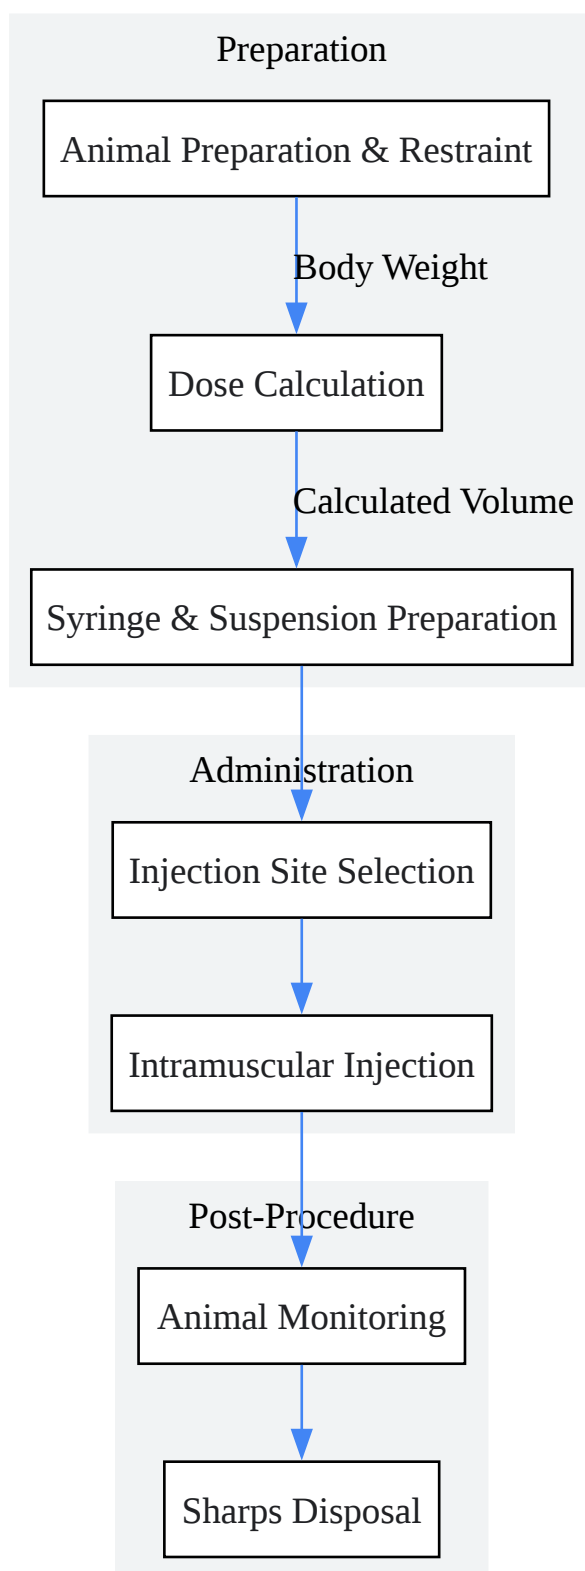 Preparation
Animal Preparation & Restraint
Body Weight
Dose Calculation
Calculated Volume
Syringe & Suspension Preparation
Administration
Injection Site Selection
Intramuscular Injection
Post-Procedure
Animal Monitoring
Sharps Disposal